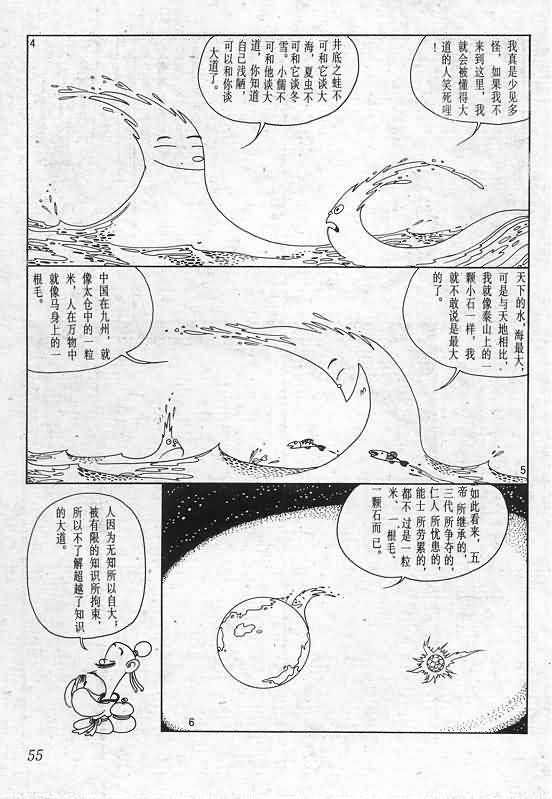 4
我真是少见多
怪，如果我不
来到这里，我
就会被懂得大
道的人笑死哩
！
井底之蛙不
可和它谈大
海，夏虫不
可和它谈冬
雪。小儒不
可和他谈大
道，你知道
自己浅陋，
可以和你谈
大道了。
天下的水，海最大，
可是与天地相比，
我就像泰山上的一
颗小石一样，我
就不敢说是最大
的了。
中国在九州，就
像太仓中的一粒
米，人在万物中
就像马身上的一
根毛。
5
如此看来，五
帝所继承的，
三代所争夺的，
仁人所忧患的，
能士所劳累的，
都不过是一粒
米、一根毛、
一颗石而已。
6
人因为无知所以自大；
被有限的知识所拘束，
所以不了解超越了知识
的大道。
55